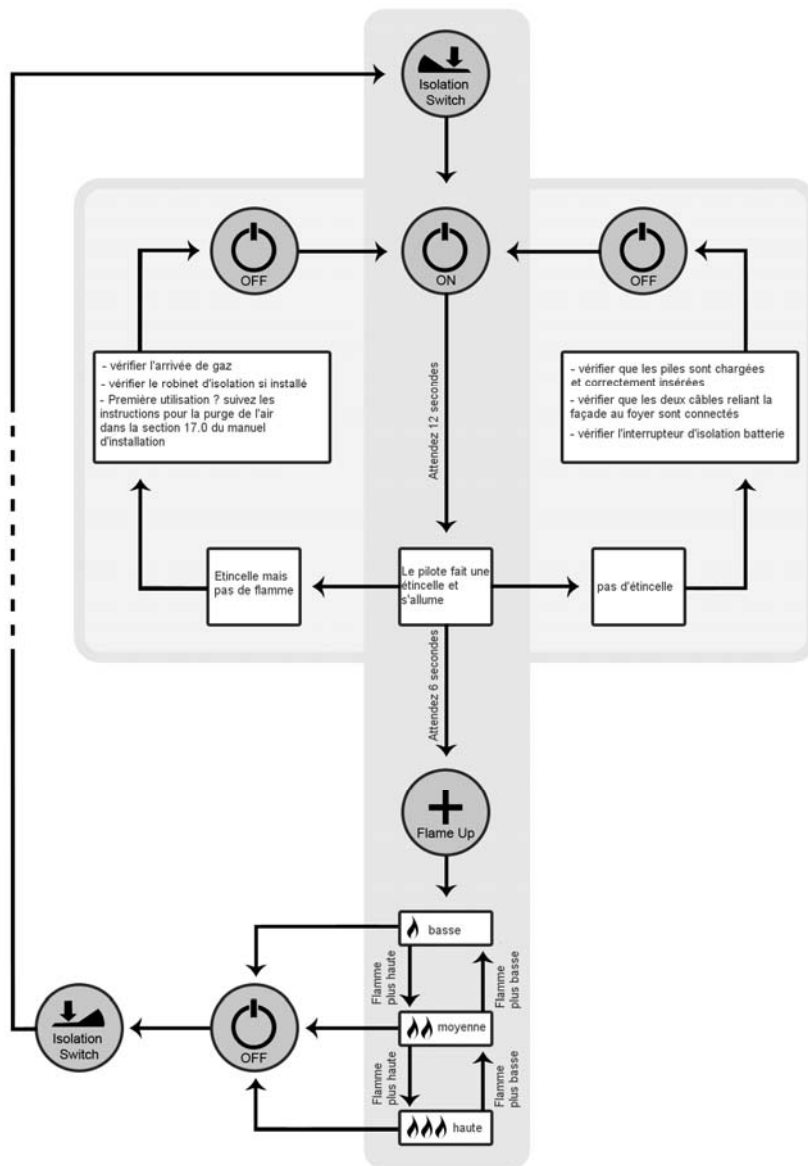 Isolation
Switch
OFF
ON
OFF
- vérifier l'arrivée de gaz
- vérifier le robinet d'isolation si installé
- Première utilisation ? suivez les
instructions pour la purge de l'air
dans la section 17.0 du manuel
d'installation
Attendez 12 secondes
- vérifier que les piles sont chargées
et correctement insérées
- vérifier que les deux câbles reliant la
façade au foyer sont connectés
- vérifier l'interrupteur d'isolation batterie
Etincelle mais
pas de flamme
Le pilote fait une
étincelle et
s'allume
pas d'étincelle
Attendez 6 secondes
Flame Up
basse
Flamme
plus haute
Flamme
plus basse
Isolation
Switch
OFF
moyenne
Flamme
plus haute
Flamme
plus basse
haute